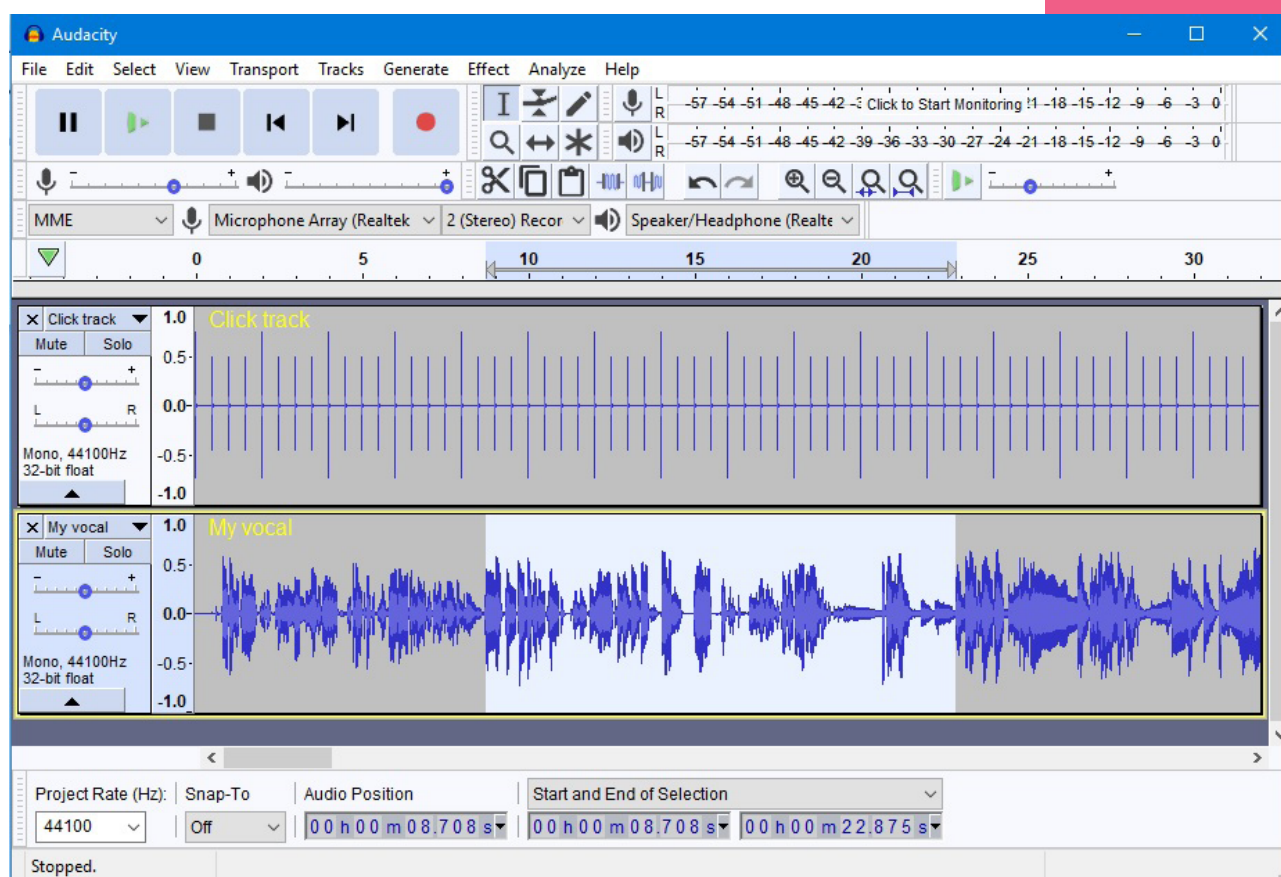 Audacity
File Edit Select View Transport Tracks Generate Effect Analyze Help
L R -57 -54 -51 -48 -45 -42 Click to Start Monitoring -18 -15 -12 -9 -6 -3 0
L R -57 -54 -51 -48 -45 -42 -39 -36 -33 -30 -27 -24 -21 -18 -15 -12 -9 -6 -3 0
MME Microphone Array (Realtek 2 (Stereo) Recor Speaker/Headphone (Realte
0 5 10 15 20 25 30
Click track 1.0 Click track
Mute Solo
0.5
- +
L R 0.0
Mono, 44100Hz -0.5
32-bit float
-1.0
My vocal 1.0 My vocal
Mute Solo
0.5
- +
L R 0.0
Mono, 44100Hz -0.5
32-bit float
-1.0
Project Rate (Hz): Snap-To Audio Position Start and End of Selection
44100 Off 00 h 00 m 08.708 s 00 h 00 m 08.708 s 00 h 00 m 22.875 s
Stopped.